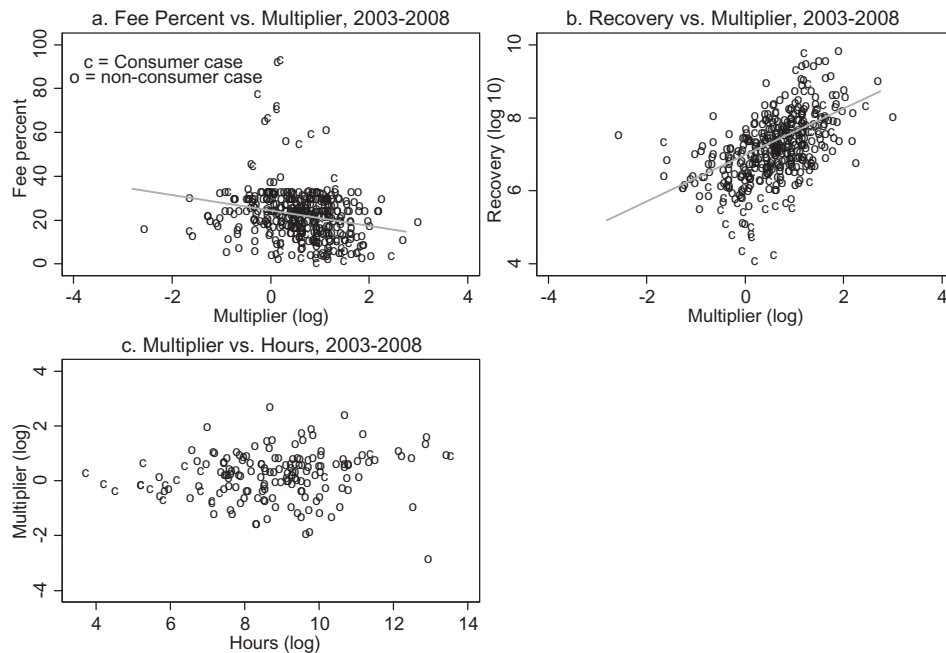 a. Fee Percent vs. Multiplier, 2003-2008
c = Consumer case
o = non-consumer case
Fee percent
100
80
60
40
20
0
-4
-2
0
2
4
Multiplier (log)
b. Recovery vs. Multiplier, 2003-2008
Recovery (log 10)
10
8
6
4
-4
-2
0
2
4
Multiplier (log)
c. Multiplier vs. Hours, 2003-2008
Multiplier (log)
4
2
0
-2
-4
4
6
8
10
12
14
Hours (log)